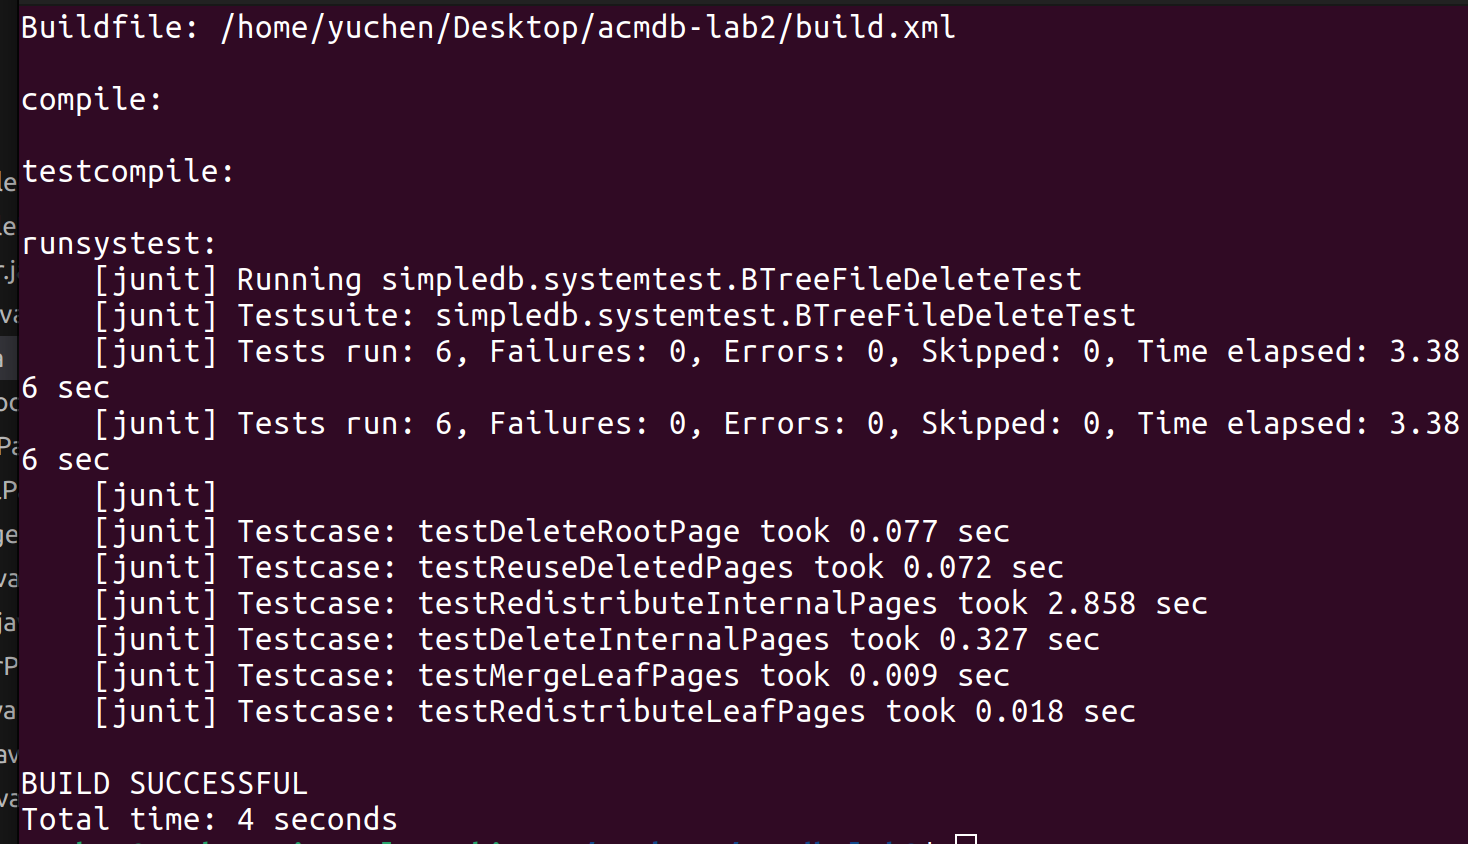 Buildfile: /home/yuchen/Desktop/acmdb-lab2/build.xml
compile:
testcompile:
runsystest:
[junit] Running simpledb.systemtest.BTreeFileDeleteTest
[junit] Testsuite: simpledb.systemtest.BTreeFileDeleteTest
[junit] Tests run: 6, Failures: 0, Errors: 0, Skipped: 0, Time elapsed: 3.38
6 sec
[junit] Tests run: 6, Failures: 0, Errors: 0, Skipped: 0, Time elapsed: 3.38
6 sec
[junit]
[junit] Testcase: testDeleteRootPage took 0.077 sec
[junit] Testcase: testReuseDeletedPages took 0.072 sec
[junit] Testcase: testRedistributeInternalPages took 2.858 sec
[junit] Testcase: testDeleteInternalPages took 0.327 sec
[junit] Testcase: testMergeLeafPages took 0.009 sec
[junit] Testcase: testRedistributeLeafPages took 0.018 sec
BUILD SUCCESSFUL
Total time: 4 seconds